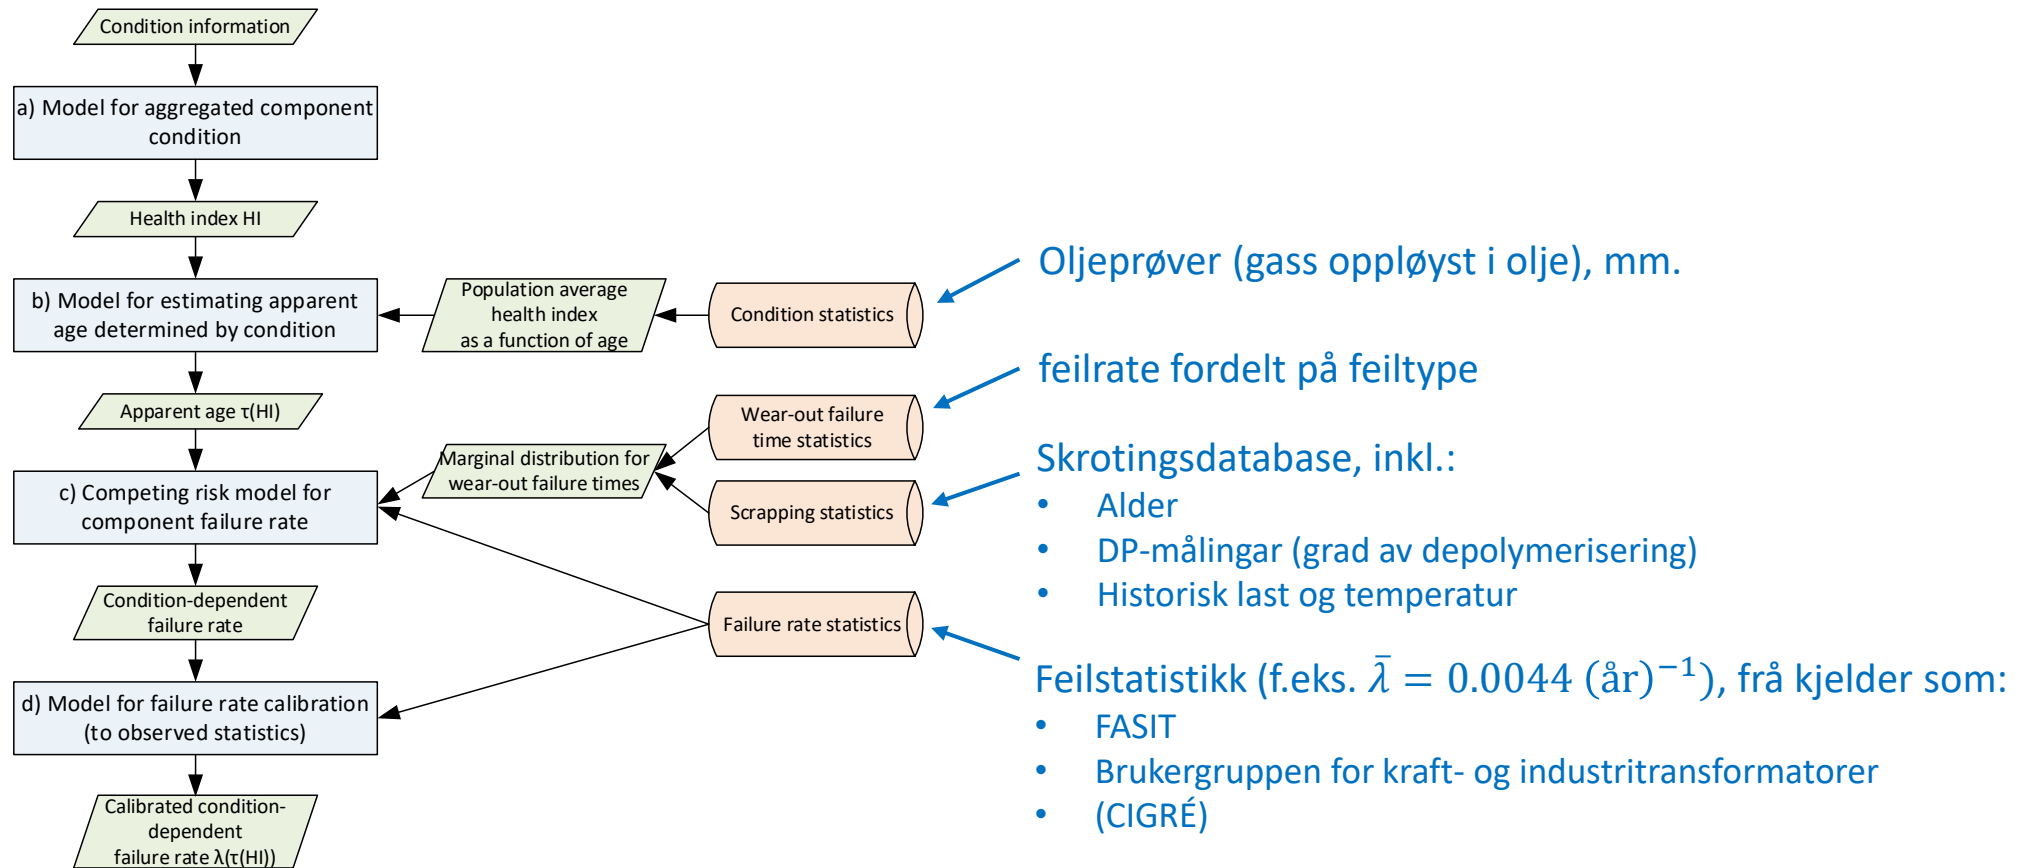 Condition information
a) Model for aggregated component
condition
Health index HI
b) Model for estimating apparent
age determined by condition
Population average
health index
as a function of age
Condition statistics
Apparent age τ(HI)
c) Competing risk model for
component failure rate
Marginal distribution for
wear-out failure times
Wear-out failure
time statistics
Scrapping statistics
Condition-dependent
failure rate
Failure rate statistics
d) Model for failure rate calibration
(to observed statistics)
Calibrated condition-
dependent
failure rate λ(τ(HI))
Oljeprøver (gass oppløyst i olje), mm.
feilrate fordelt på feiltype
Skrotingsdatabase, inkl.:
• Alder
• DP-målingar (grad av depolymerisering)
• Historisk last og temperatur
Feilstatistikk (f.eks. λ̄ = 0.0044 (år)⁻¹), frå kjelder som:
• FASIT
• Brukergruppen for kraft- og industritransformatorer
• (CIGRÉ)